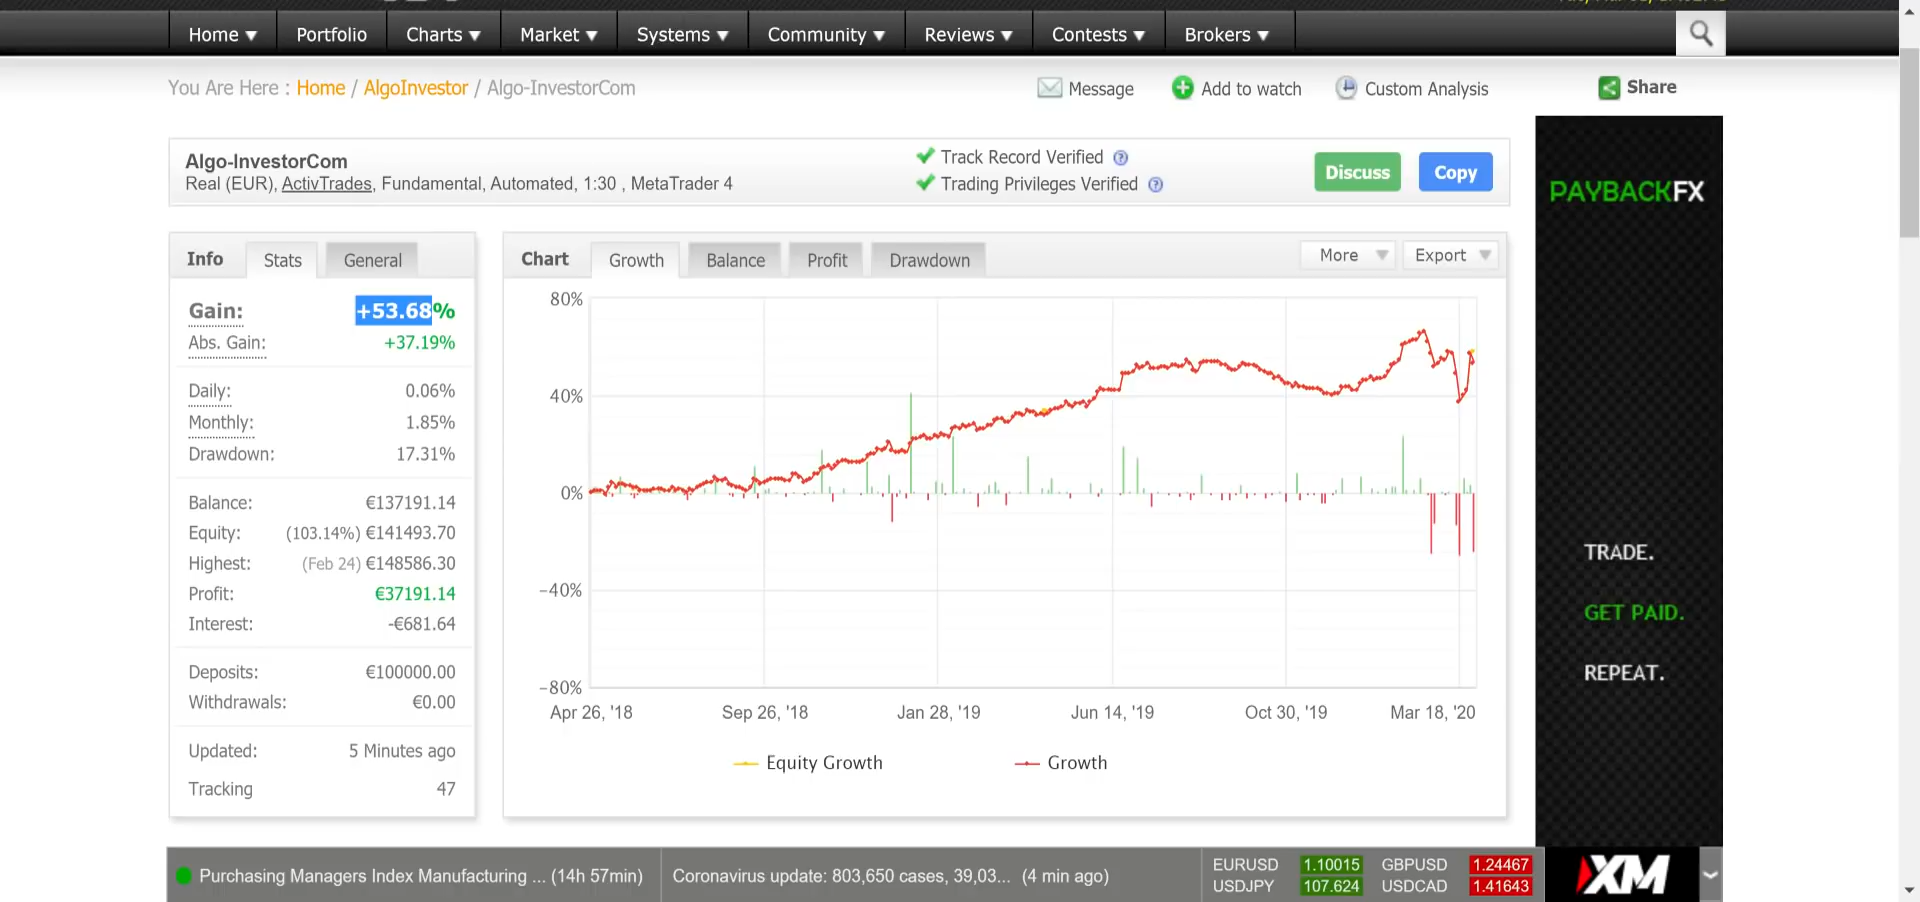 Home ▼ Portfolio Charts ▼ Market ▼ Systems ▼ Community ▼ Reviews ▼ Contests ▼ Brokers ▼
You Are Here : Home / AlgoInvestor / Algo-InvestorCom
Message Add to watch Custom Analysis Share
Algo-InvestorCom
Real (EUR), ActivTrades, Fundamental, Automated, 1:30 , MetaTrader 4
Track Record Verified ?
Trading Privileges Verified ?
Discuss Copy
Info Stats General
Gain: +53.68%
Abs. Gain: +37.19%
Daily: 0.06%
Monthly: 1.85%
Drawdown: 17.31%
Balance: €137191.14
Equity: (103.14%) €141493.70
Highest: (Feb 24) €148586.30
Profit: €37191.14
Interest: -€681.64
Deposits: €100000.00
Withdrawals: €0.00
Updated: 5 Minutes ago
Tracking 47
Chart Growth Balance Profit Drawdown More Export
80%
40%
0%
−40%
−80%
Apr 26, '18 Sep 26, '18 Jan 28, '19 Jun 14, '19 Oct 30, '19 Mar 18, '20
Equity Growth Growth
PAYBACKFX
TRADE.
GET PAID.
REPEAT.
Purchasing Managers Index Manufacturing ... (14h 57min)
Coronavirus update: 803,650 cases, 39,03... (4 min ago)
EURUSD 1.10015 GBPUSD 1.24467
USDJPY 107.624 USDCAD 1.41643
XM